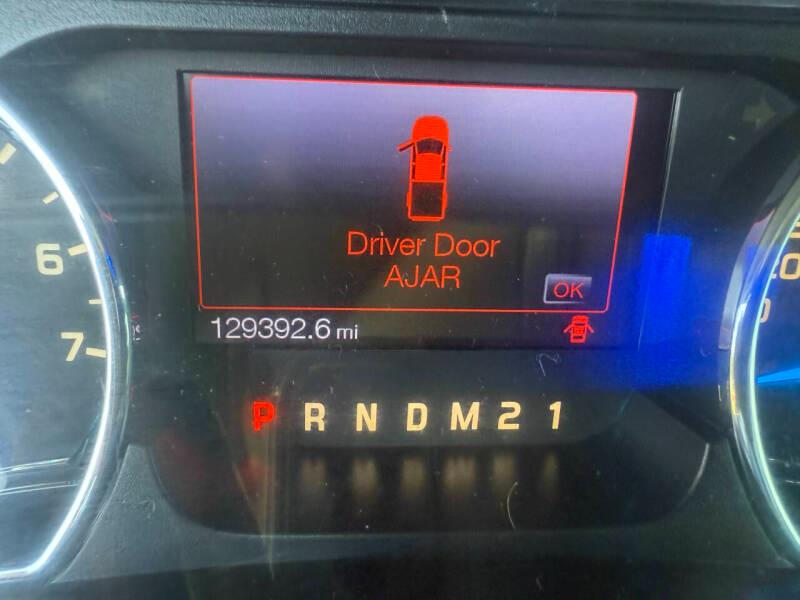 Driver Door
AJAR
OK
129392.6 mi
6
7
P R N D M 2 1